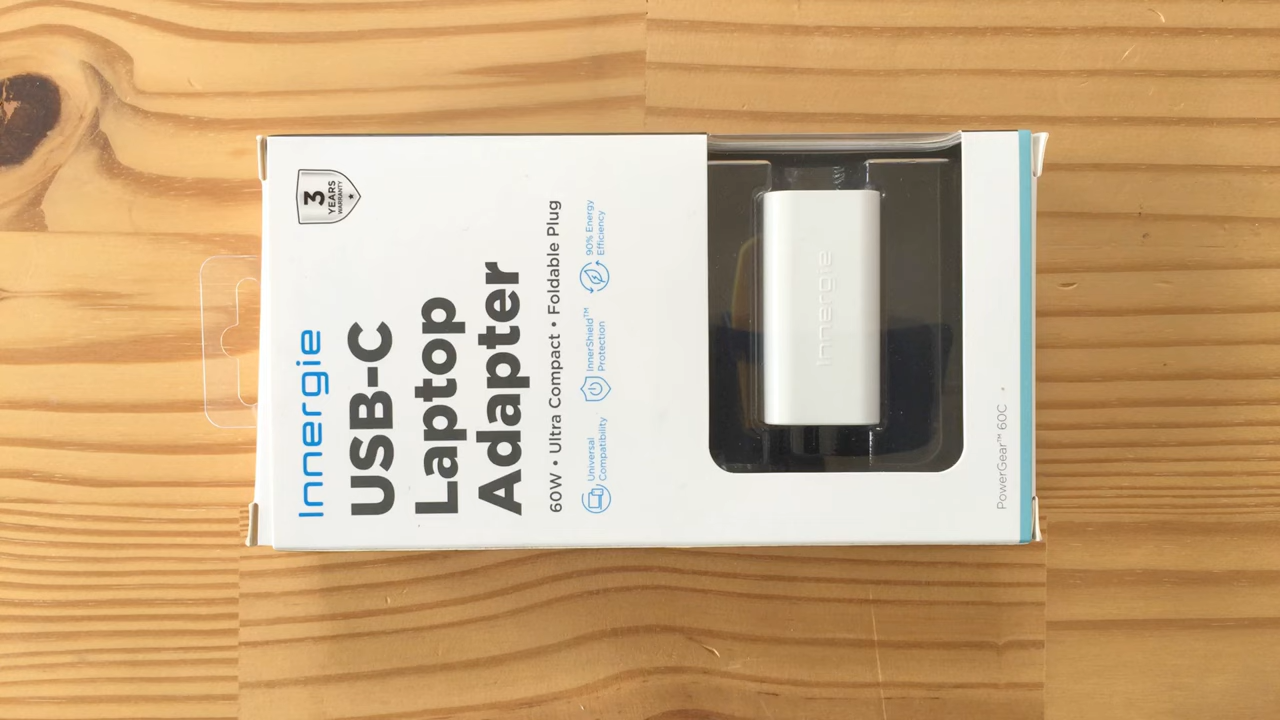 3
YEARS
WARRANTY
Innergie
USB-C
Laptop
Adapter
60W • Ultra Compact • Foldable Plug
Universal
Compatibility
InnerShield™
Protection
90% Energy
Efficiency
Innergie
PowerGear™ 60C